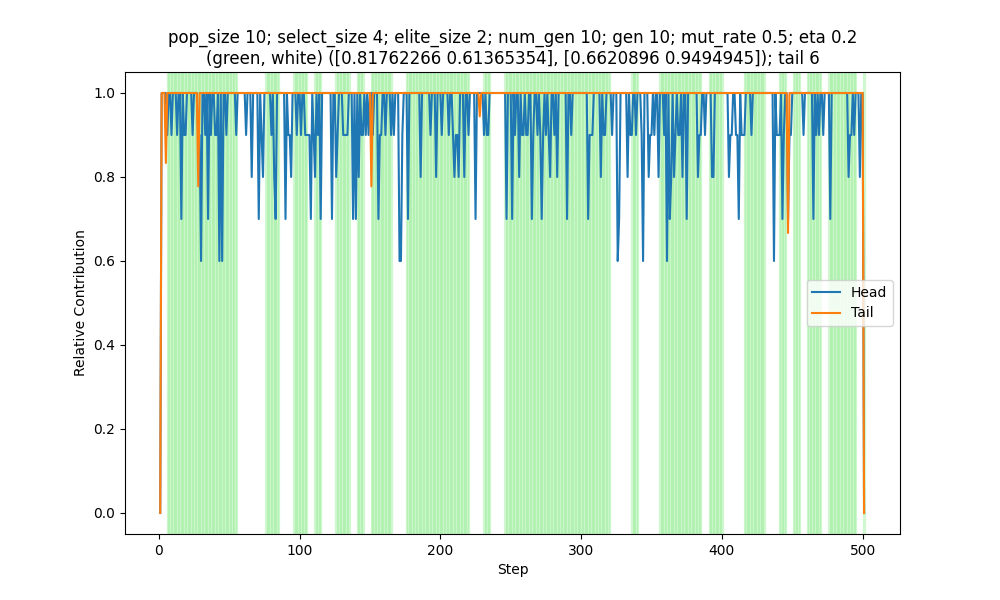 pop_size 10; select_size 4; elite_size 2; num_gen 10; gen 10; mut_rate 0.5; eta 0.2
(green, white) ([0.81762266 0.61365354], [0.6620896 0.9494945]); tail 6
1.0
0.8
0.6
0.4
0.2
0.0
Relative Contribution
Head
Tail
0
100
200
300
400
500
Step